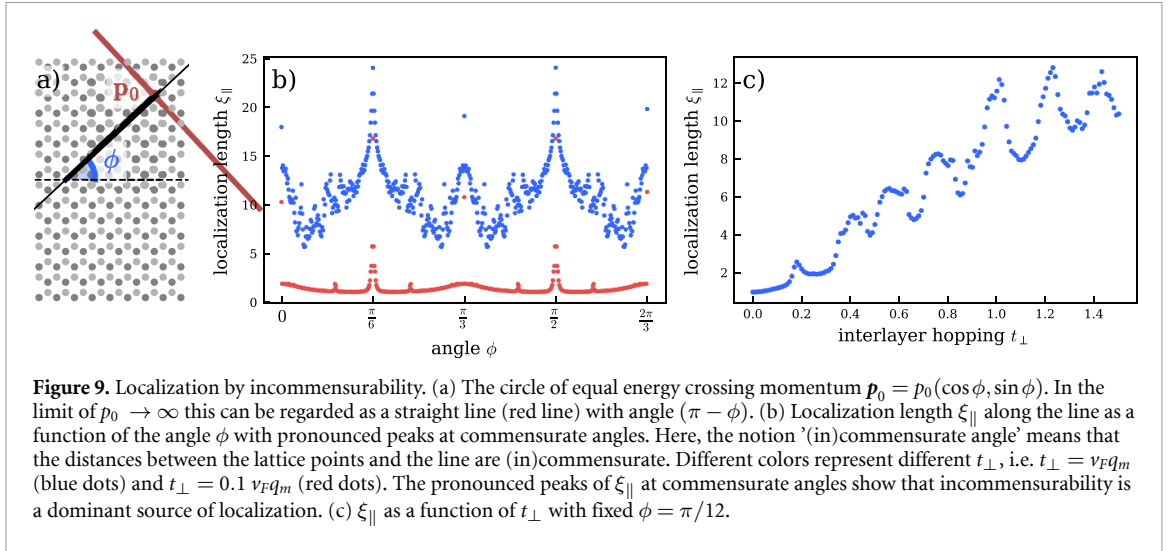 a)
p₀
ϕ
b)
localization length ξ∥
25
20
15
10
5
0
0
π/6
π/3
π/2
2π/3
angle ϕ
c)
localization length ξ∥
12
10
8
6
4
2
0.0 0.2 0.4 0.6 0.8 1.0 1.2 1.4
interlayer hopping t⊥
Figure 9. Localization by incommensurability. (a) The circle of equal energy crossing momentum p₀ = p₀(cos ϕ, sin ϕ). In the
limit of p₀ → ∞ this can be regarded as a straight line (red line) with angle (π − ϕ). (b) Localization length ξ∥ along the line as a
function of the angle ϕ with pronounced peaks at commensurate angles. Here, the notion '(in)commensurate angle' means that
the distances between the lattice points and the line are (in)commensurate. Different colors represent different t⊥, i.e. t⊥ = v_F q_m
(blue dots) and t⊥ = 0.1 v_F q_m (red dots). The pronounced peaks of ξ∥ at commensurate angles show that incommensurability is
a dominant source of localization. (c) ξ∥ as a function of t⊥ with fixed ϕ = π/12.